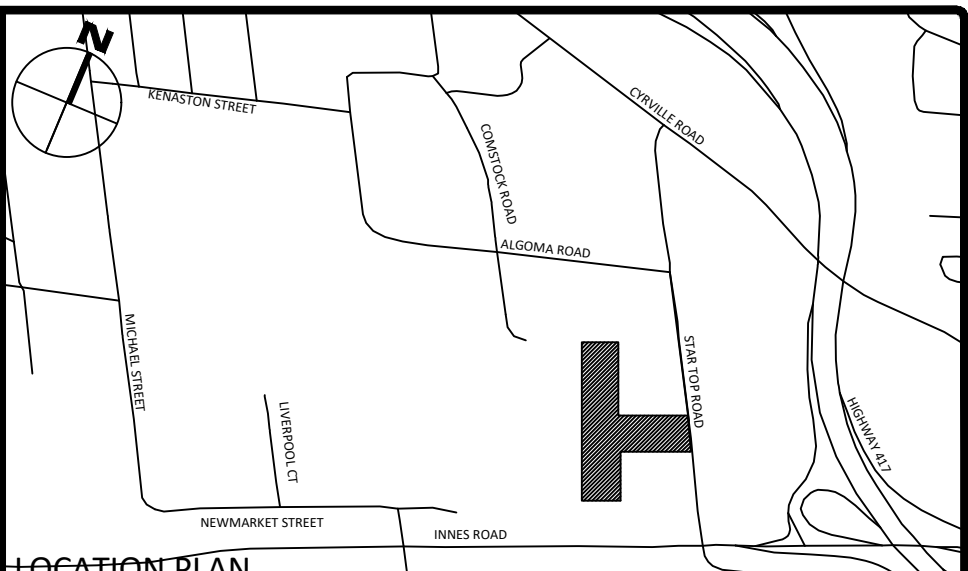 N
KENASTON STREET
CYRVILLE ROAD
COMSTOCK ROAD
ALGOMA ROAD
MICHAEL STREET
STAR TOP ROAD
LIVERPOOL CT
HIGHWAY 417
NEWMARKET STREET
INNES ROAD
LOCATION PLAN